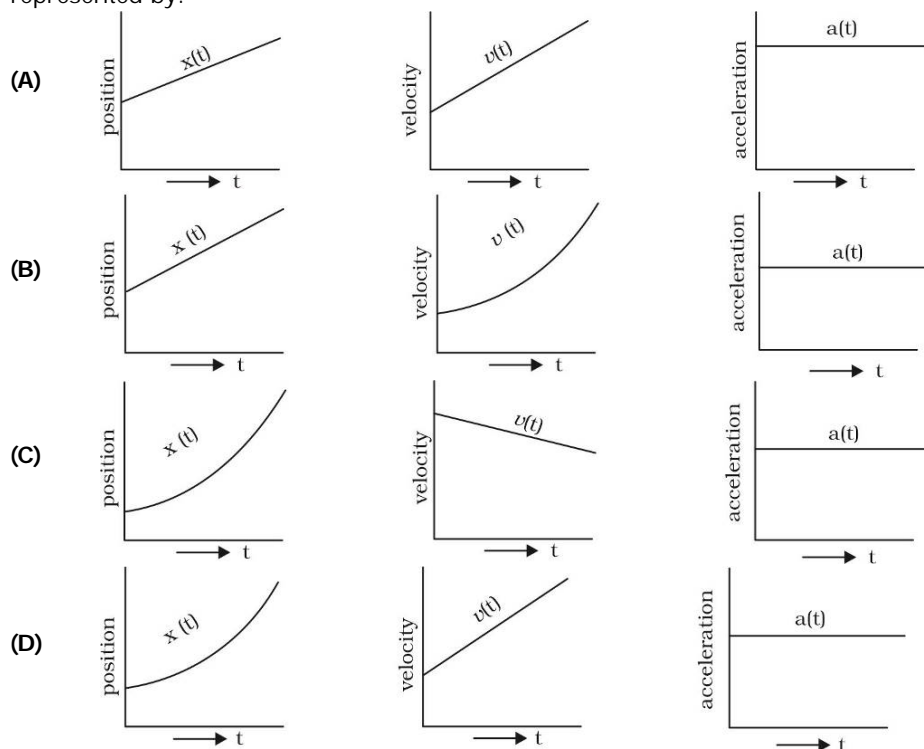 represented by:
(A) position x(t) t velocity v(t) t acceleration a(t) t
(B) position x (t) t velocity v (t) t acceleration a(t) t
(C) position x (t) t velocity v(t) t acceleration a(t) t
(D) position x (t) t velocity v(t) t acceleration a(t) t